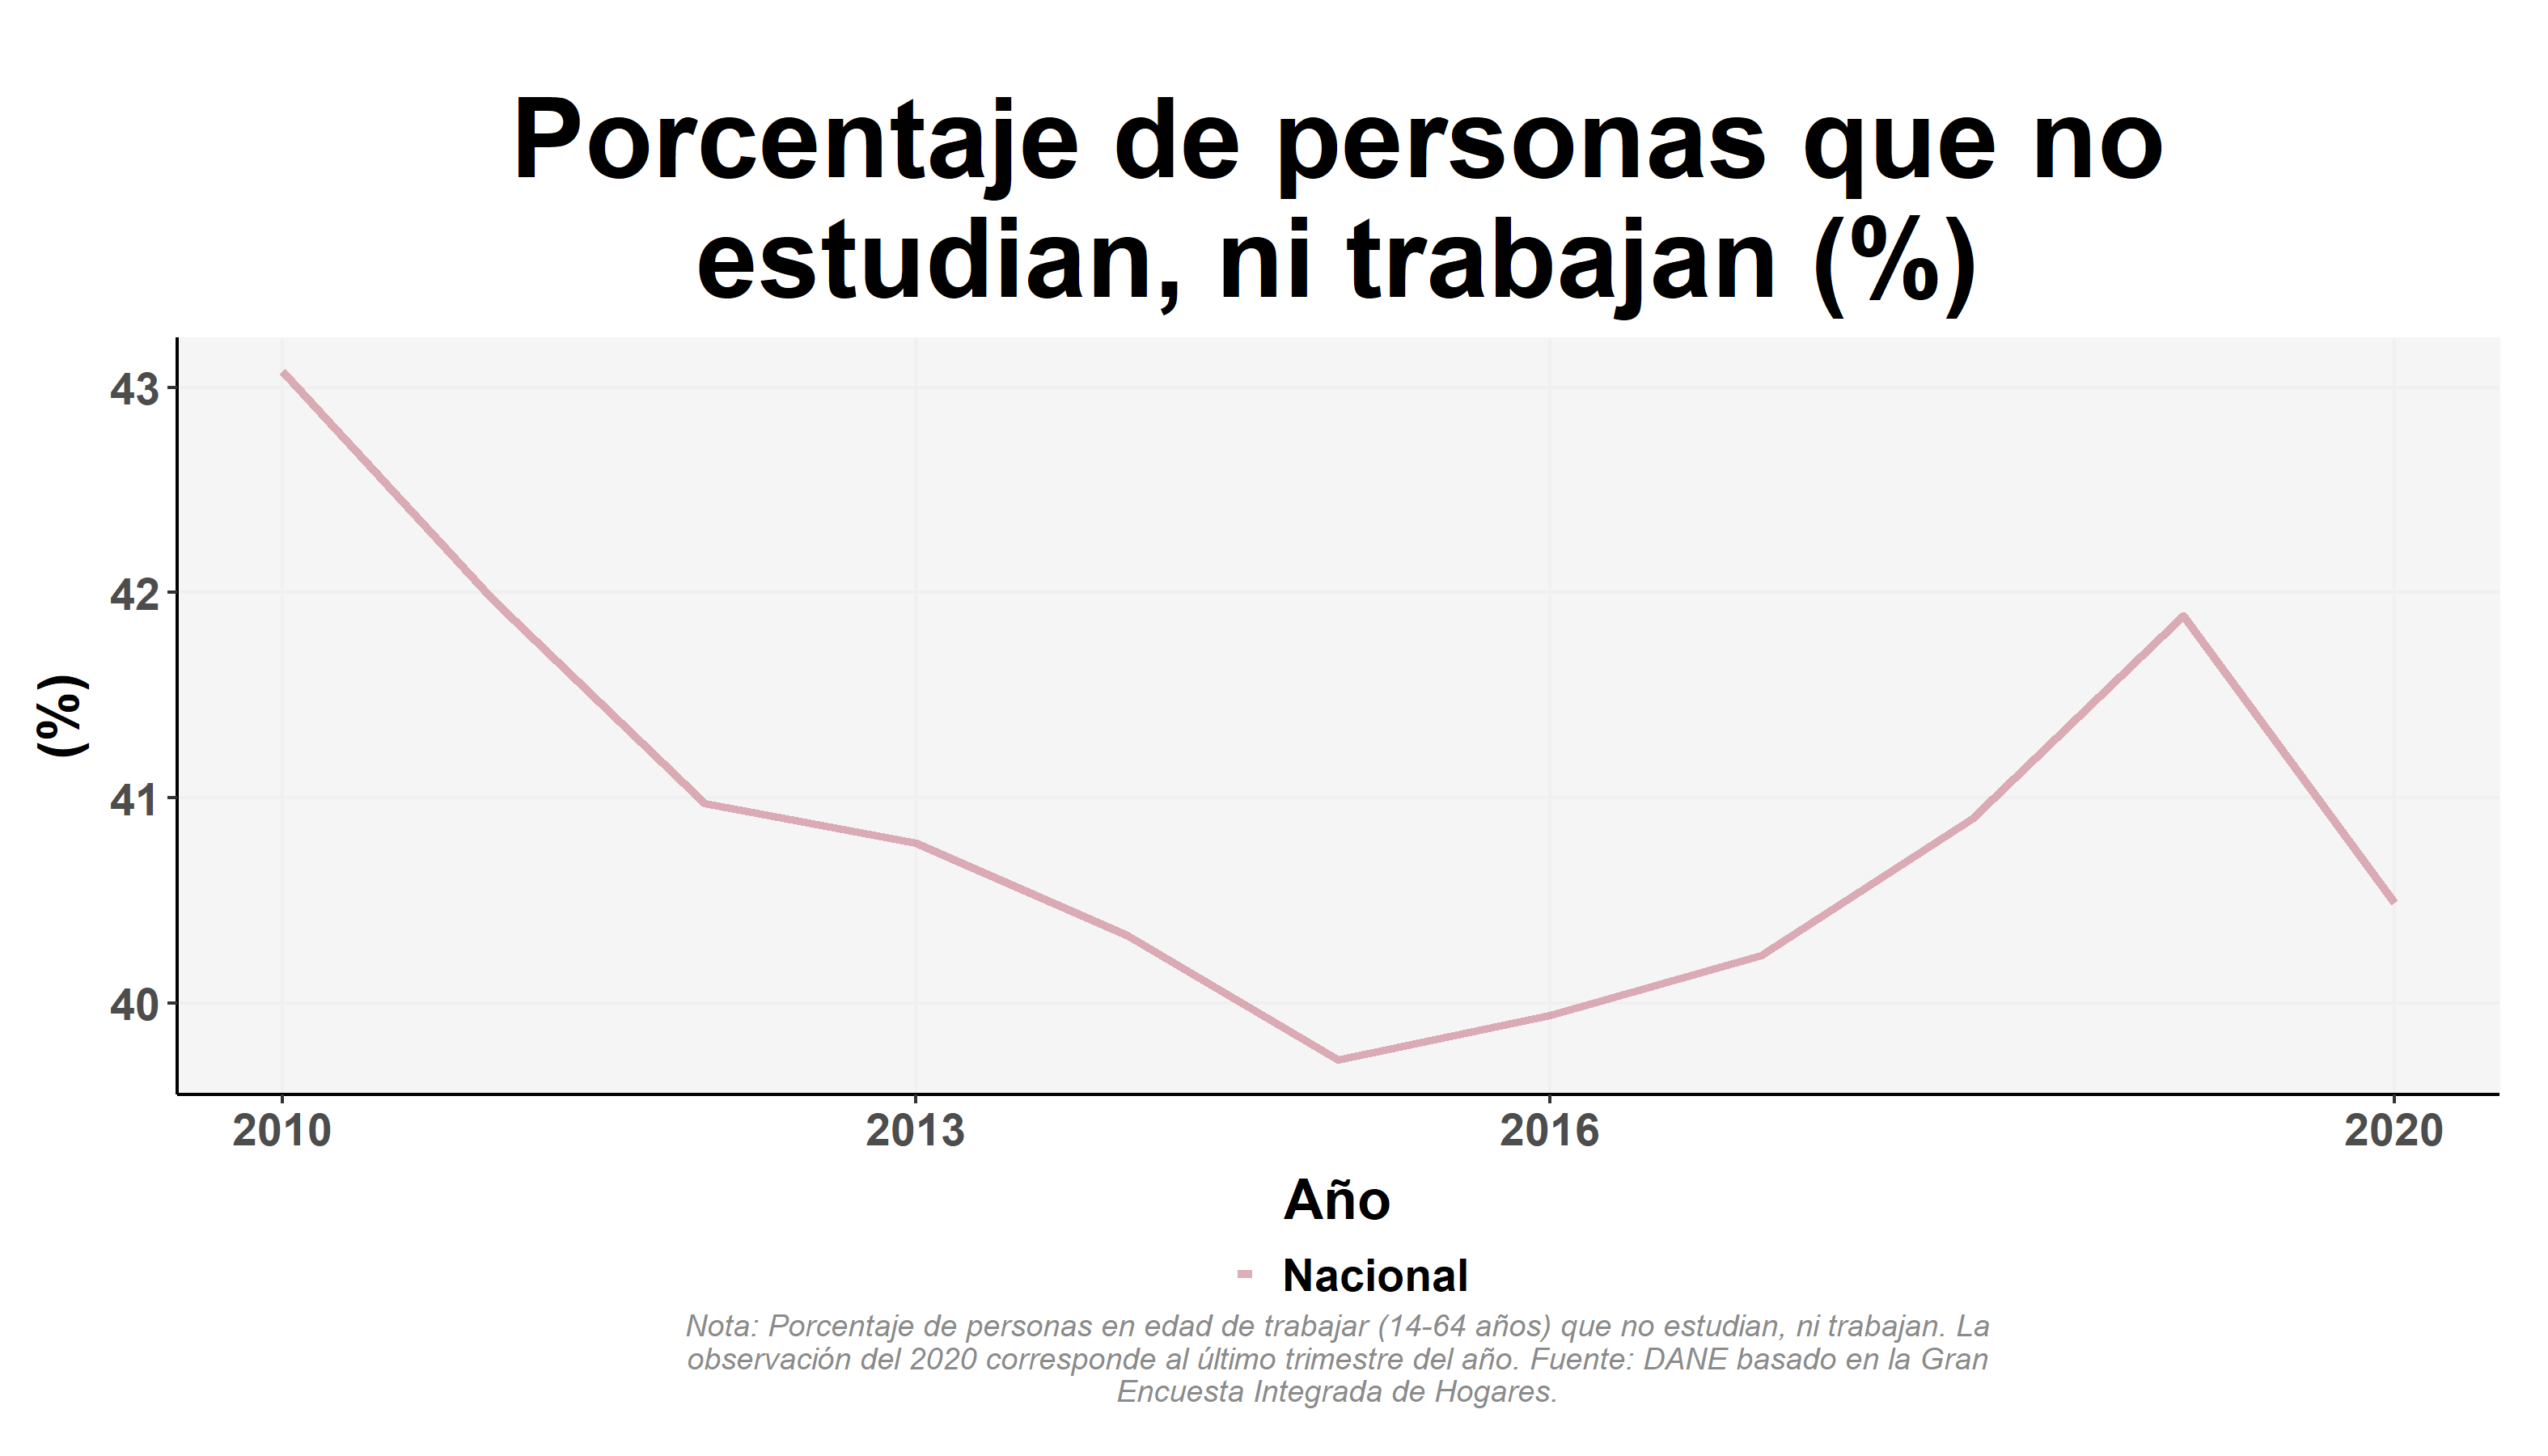 Porcentaje de personas que no
estudian, ni trabajan (%)
43
42
41
40
(%)
2010 2013 2016 2020
Año
Nacional
Nota: Porcentaje de personas en edad de trabajar (14-64 años) que no estudian, ni trabajan. La
observación del 2020 corresponde al último trimestre del año. Fuente: DANE basado en la Gran
Encuesta Integrada de Hogares.